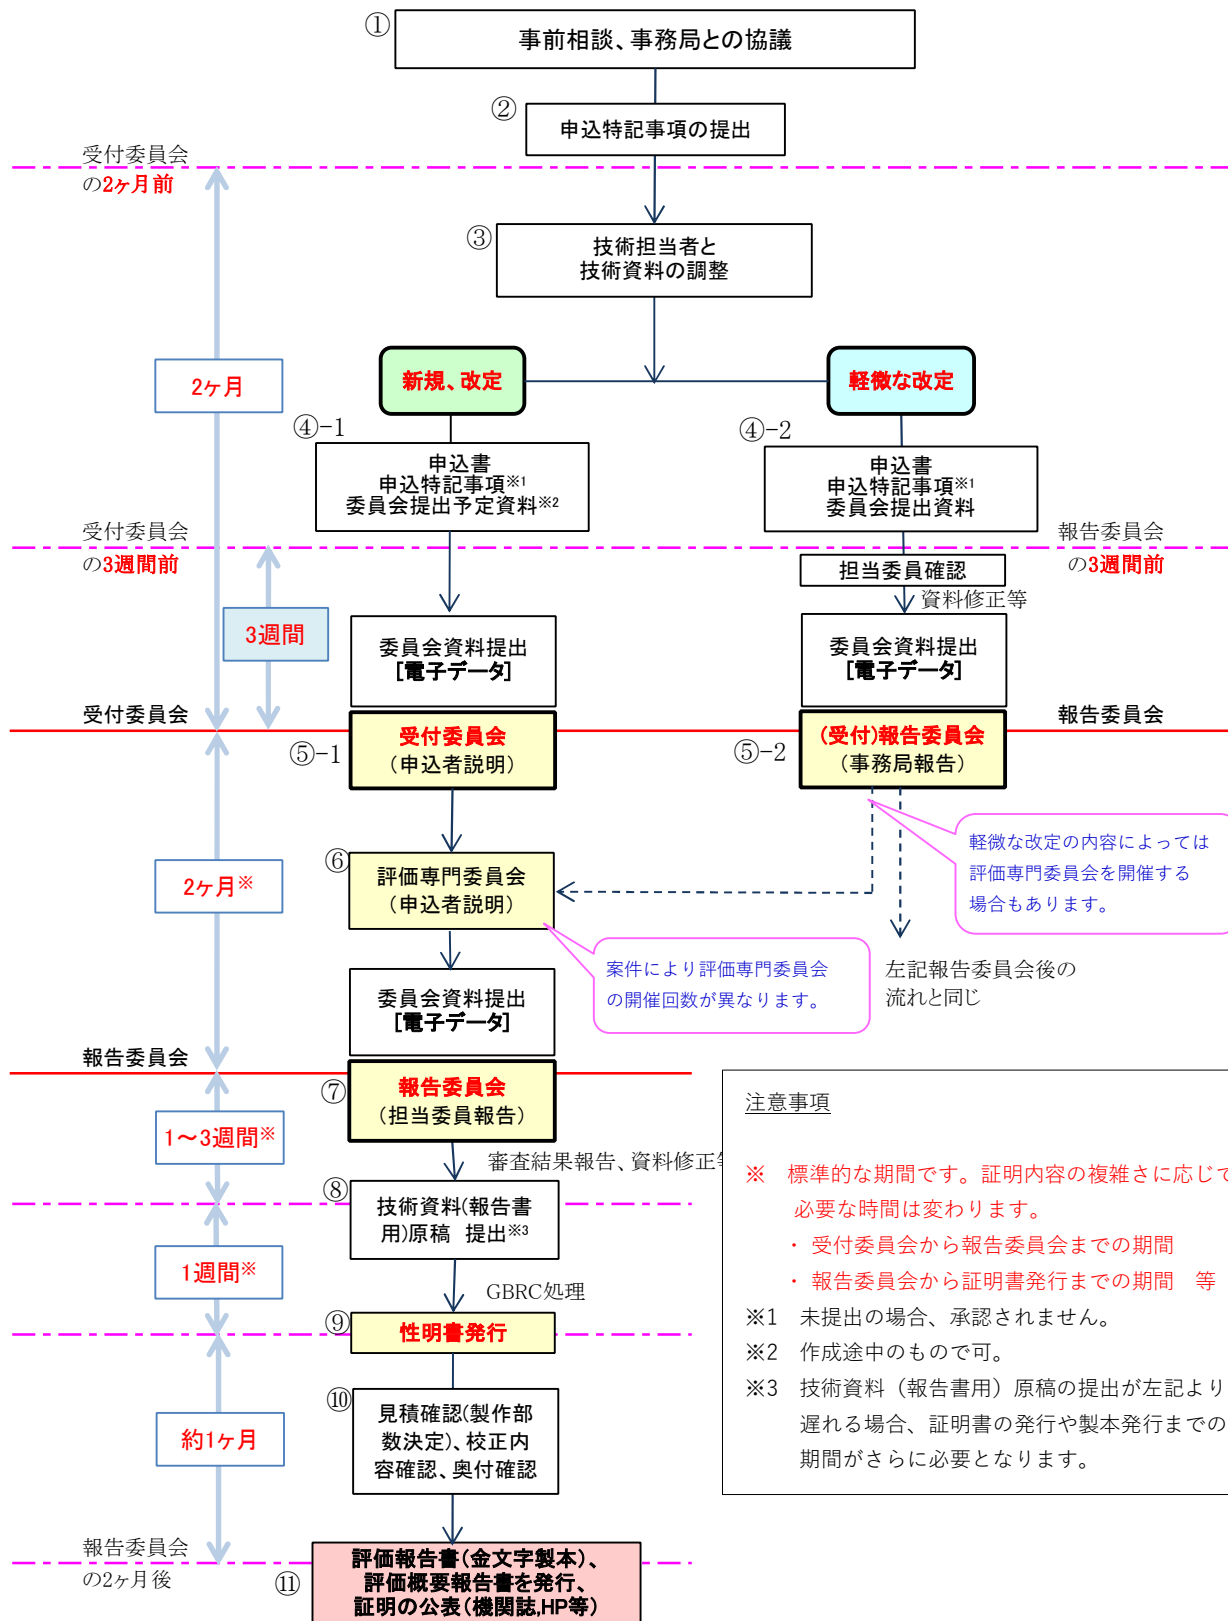 ①
事前相談、事務局との協議
②
申込特記事項の提出
受付委員会
の2ヶ月前
③
技術担当者と
技術資料の調整
2ヶ月
新規、改定
軽微な改定
④-1
申込書
申込特記事項※1
委員会提出予定資料※2
④-2
申込書
申込特記事項※1
委員会提出資料
受付委員会
の3週間前
報告委員会
の3週間前
担当委員確認
資料修正等
3週間
委員会資料提出
[電子データ]
委員会資料提出
[電子データ]
受付委員会
報告委員会
⑤-1
受付委員会
(申込者説明)
⑤-2
(受付)報告委員会
(事務局報告)
軽微な改定の内容によっては
評価専門委員会を開催する
場合もあります。
2ヶ月※
⑥
評価専門委員会
(申込者説明)
案件により評価専門委員会
の開催回数が異なります。
左記報告委員会後の
流れと同じ
委員会資料提出
[電子データ]
報告委員会
⑦
報告委員会
(担当委員報告)
1～3週間※
審査結果報告、資料修正等
⑧
技術資料(報告書
用)原稿 提出※3
1週間※
GBRC処理
⑨
性明書発行
⑩
見積確認(製作部
数決定)、校正内
容確認、奥付確認
約1ヶ月
報告委員会
の2ヶ月後
⑪
評価報告書(金文字製本)、
評価概要報告書を発行、
証明の公表(機関誌,HP等)
注意事項
※ 標準的な期間です。証明内容の複雑さに応じて
必要な時間は変わります。
・ 受付委員会から報告委員会までの期間
・ 報告委員会から証明書発行までの期間 等
※1 未提出の場合、承認されません。
※2 作成途中のもので可。
※3 技術資料（報告書用）原稿の提出が左記より
遅れる場合、証明書の発行や製本発行までの
期間がさらに必要となります。